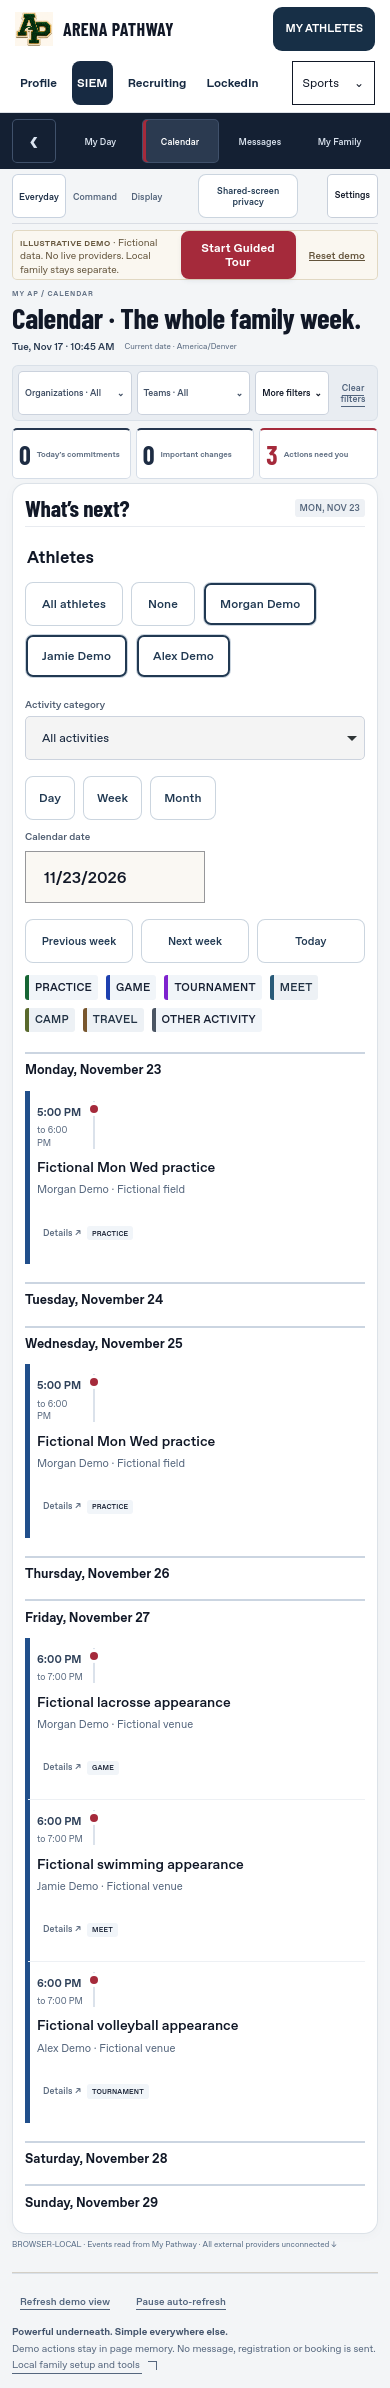 AP ARENA PATHWAY
MY ATHLETES
Profile SIEM Recruiting LockedIn Sports
My Day Calendar Messages My Family
Everyday Command Display Shared-screen privacy Settings
ILLUSTRATIVE DEMO · Fictional
data. No live providers. Local
family stays separate.
Start Guided
Tour
Reset demo
MY AP / CALENDAR
Calendar · The whole family week.
Tue, Nov 17 · 10:45 AM Current date · America/Denver
Organizations · All Teams · All More filters Clear
filters
0 Today's commitments 0 Important changes 3 Actions need you
What's next? MON, NOV 23
Athletes
All athletes None Morgan Demo
Jamie Demo Alex Demo
Activity category
All activities
Day Week Month
Calendar date
11/23/2026
Previous week Next week Today
PRACTICE GAME TOURNAMENT MEET
CAMP TRAVEL OTHER ACTIVITY
Monday, November 23
5:00 PM
to 6:00
PM
Fictional Mon Wed practice
Morgan Demo · Fictional field
Details ↗ PRACTICE
Tuesday, November 24
Wednesday, November 25
5:00 PM
to 6:00
PM
Fictional Mon Wed practice
Morgan Demo · Fictional field
Details ↗ PRACTICE
Thursday, November 26
Friday, November 27
6:00 PM
to 7:00 PM
Fictional lacrosse appearance
Morgan Demo · Fictional venue
Details ↗ GAME
6:00 PM
to 7:00 PM
Fictional swimming appearance
Jamie Demo · Fictional venue
Details ↗ MEET
6:00 PM
to 7:00 PM
Fictional volleyball appearance
Alex Demo · Fictional venue
Details ↗ TOURNAMENT
Saturday, November 28
Sunday, November 29
BROWSER-LOCAL · Events read from My Pathway · All external providers unconnected ↓
Refresh demo view Pause auto-refresh
Powerful underneath. Simple everywhere else.
Demo actions stay in page memory. No message, registration or booking is sent.
Local family setup and tools